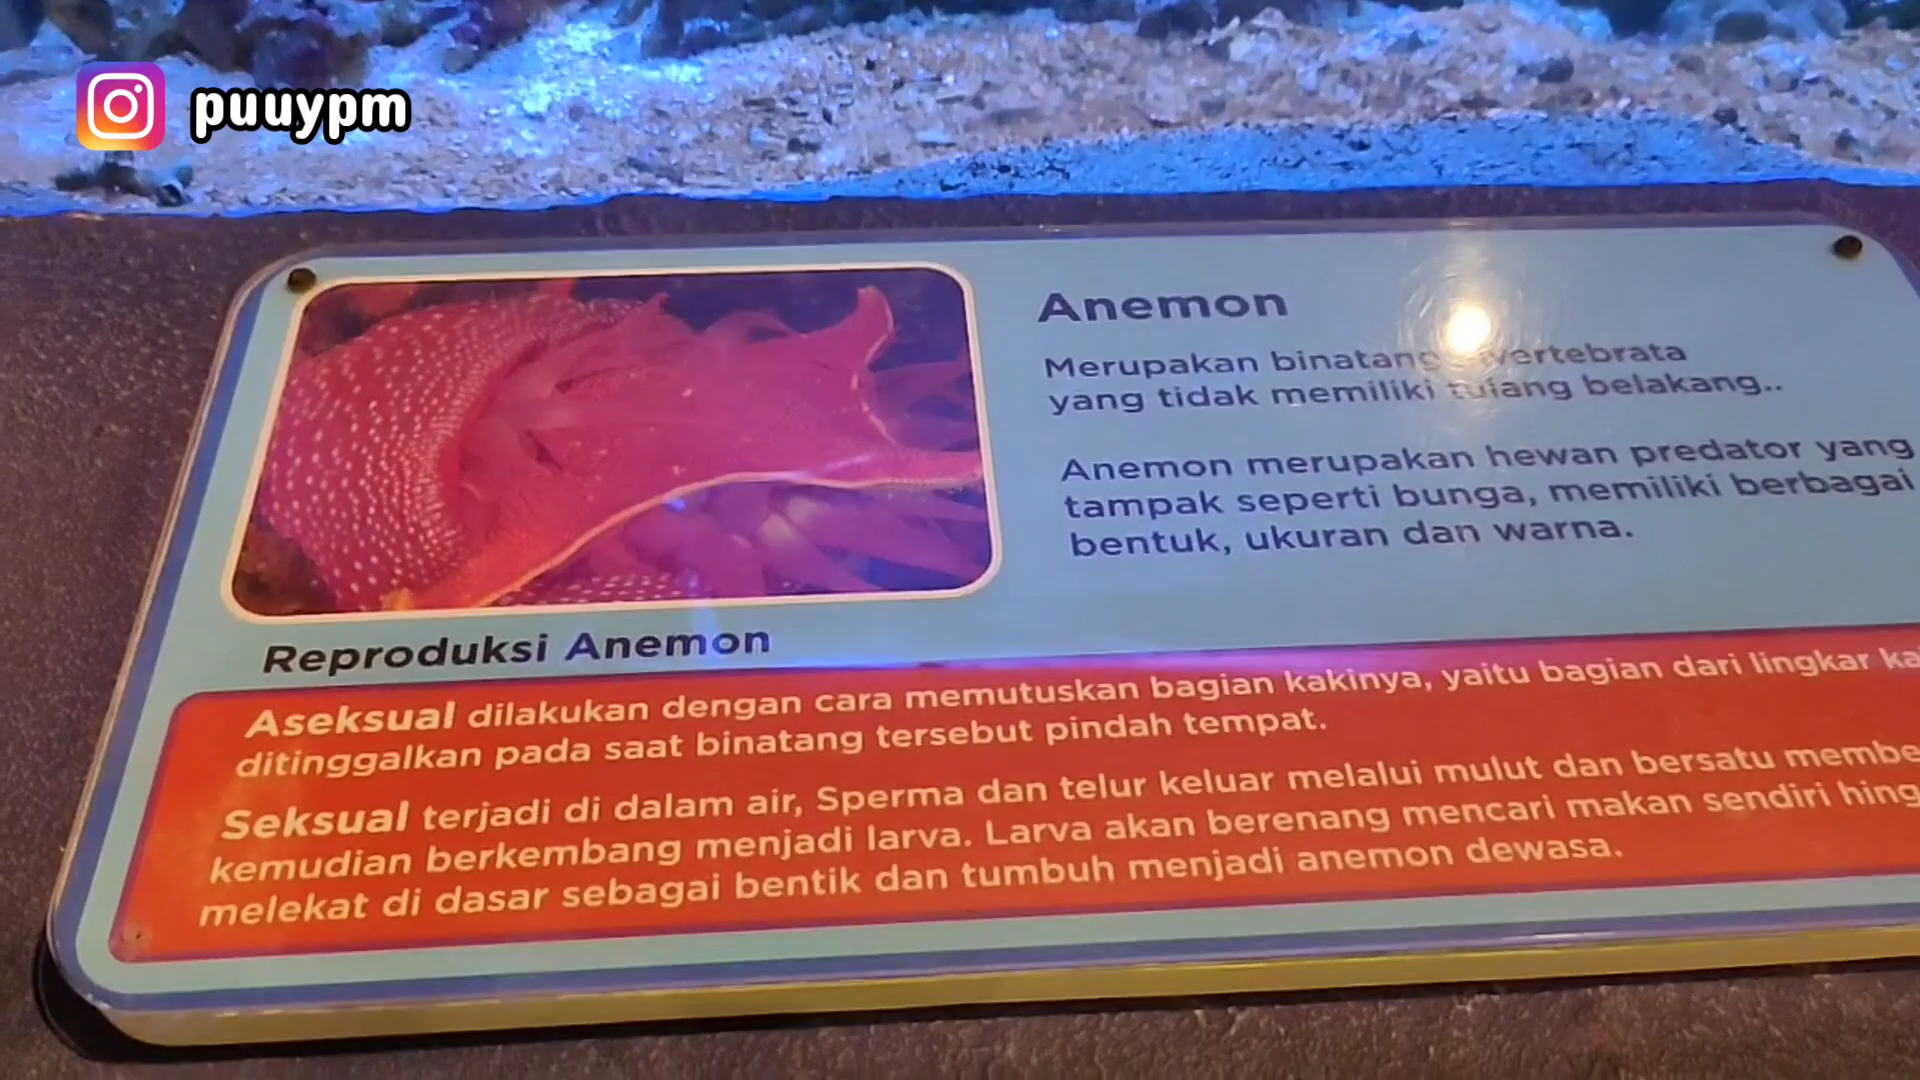 puuypm
Anemon
Merupakan binatang
yang tidak memiliki tulang belakang..
Anemon merupakan hewan predator yang
tampak seperti bunga, memiliki berbagai
bentuk, ukuran dan warna.
Reproduksi Anemon
Aseksual dilakukan dengan cara memutuskan bagian kakinya, yaitu bagian dari lingkar
ditinggalkan pada saat binatang tersebut pindah tempat.
Seksual terjadi di dalam air, Sperma dan telur keluar melalui mulut dan bersatu
kemudian berkembang menjadi larva. Larva akan berenang mencari makan sendiri
melekat di dasar sebagai bentik dan tumbuh menjadi anemon dewasa.